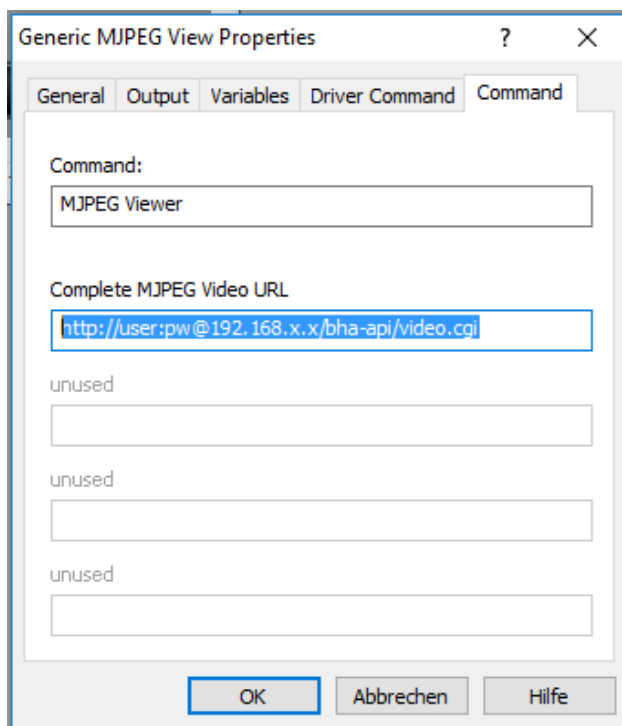 Generic MJPEG View Properties
General Output Variables Driver Command Command
Command:
MJPEG Viewer
Complete MJPEG Video URL
http://user:pw@192.168.x.x/bha-api/video.cgi
unused
unused
unused
OK Abbrechen Hilfe